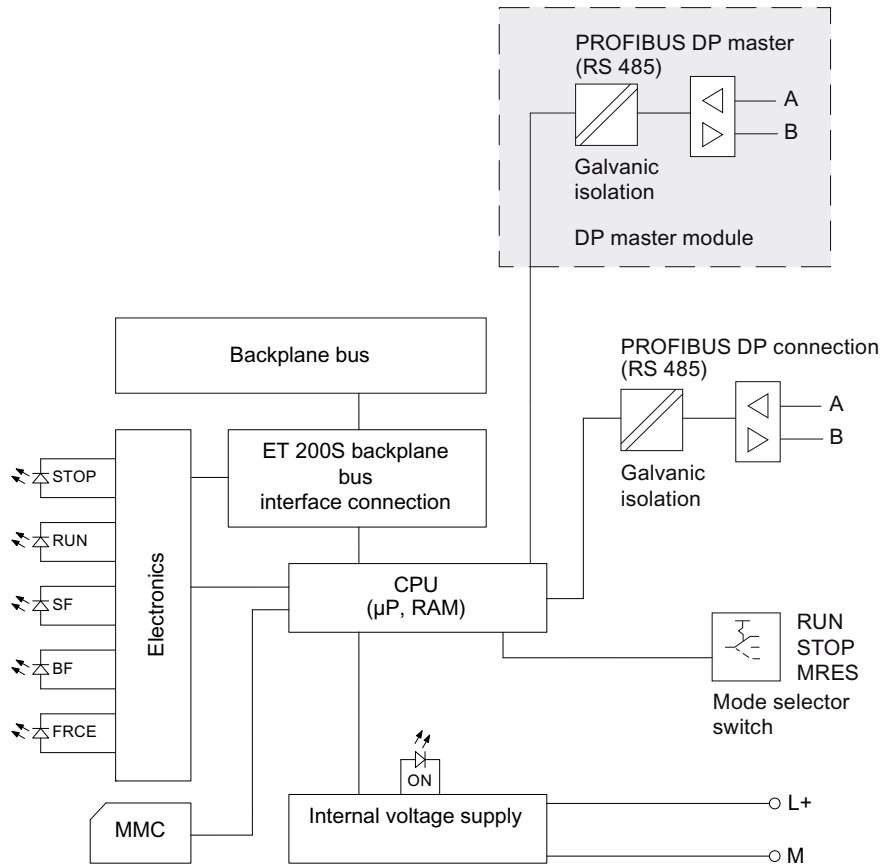 PROFIBUS DP master
(RS 485)
A
B
Galvanic
isolation
DP master module
Backplane bus
PROFIBUS DP connection
(RS 485)
A
B
Galvanic
isolation
ET 200S backplane
bus
interface connection
STOP
RUN
SF
BF
FRCE
Electronics
CPU
(µP, RAM)
RUN
STOP
MRES
Mode selector
switch
ON
MMC
Internal voltage supply
L+
M